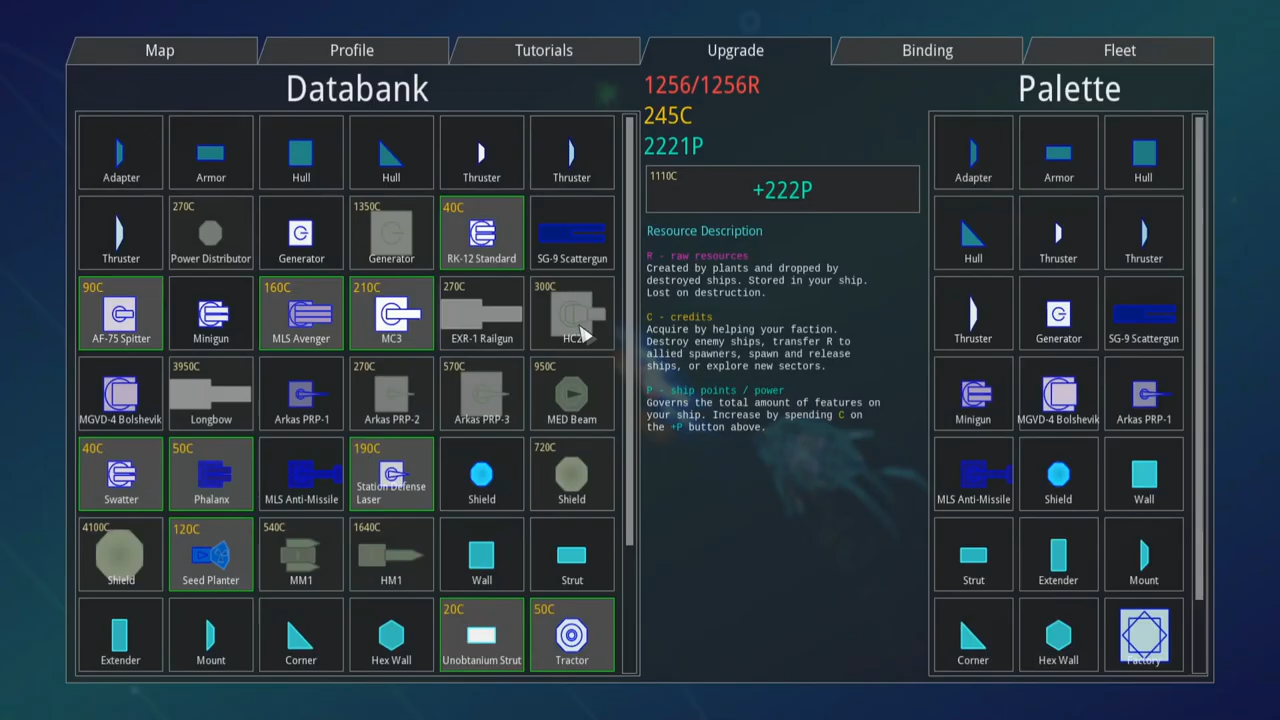 Map
Profile
Tutorials
Upgrade
Binding
Fleet
Databank
1256/1256R
245C
2221P
1110C
+222P
Palette
Adapter
Armor
Hull
Hull
Thruster
Thruster
Thruster
270C
Power Distributor
Generator
1350C
Generator
40C
RK-12 Standard
SG-9 Scattergun
90C
AF-75 Spitter
Minigun
160C
MLS Avenger
210C
MC3
270C
EXR-1 Railgun
300C
MGVD-4 Bolshevik
3950C
Longbow
Arkas PRP-1
270C
Arkas PRP-2
570C
Arkas PRP-3
950C
MED Beam
40C
Swatter
50C
Phalanx
MLS Anti-Missile
190C
Station Defense
Laser
Shield
720C
Shield
4100C
Shield
120C
Seed Planter
540C
MM1
1640C
HM1
Wall
Strut
Extender
Mount
Corner
Hex Wall
20C
Unobtanium Strut
50C
Tractor
Resource Description
R - raw resources
Created by plants and dropped by
destroyed ships. Stored in your ship.
Lost on destruction.
C - credits
Acquire by helping your faction.
Destroy enemy ships, transfer R to
allied spawners, spawn and release
ships, or explore new sectors.
P - ship points / power
Governs the total amount of features on
your ship. Increase by spending C on
the +P button above.
Adapter
Armor
Hull
Hull
Thruster
Thruster
Thruster
Generator
SG-9 Scattergun
Minigun
MGVD-4 Bolshevik
Arkas PRP-1
MLS Anti-Missile
Shield
Wall
Strut
Extender
Mount
Corner
Hex Wall
Factory